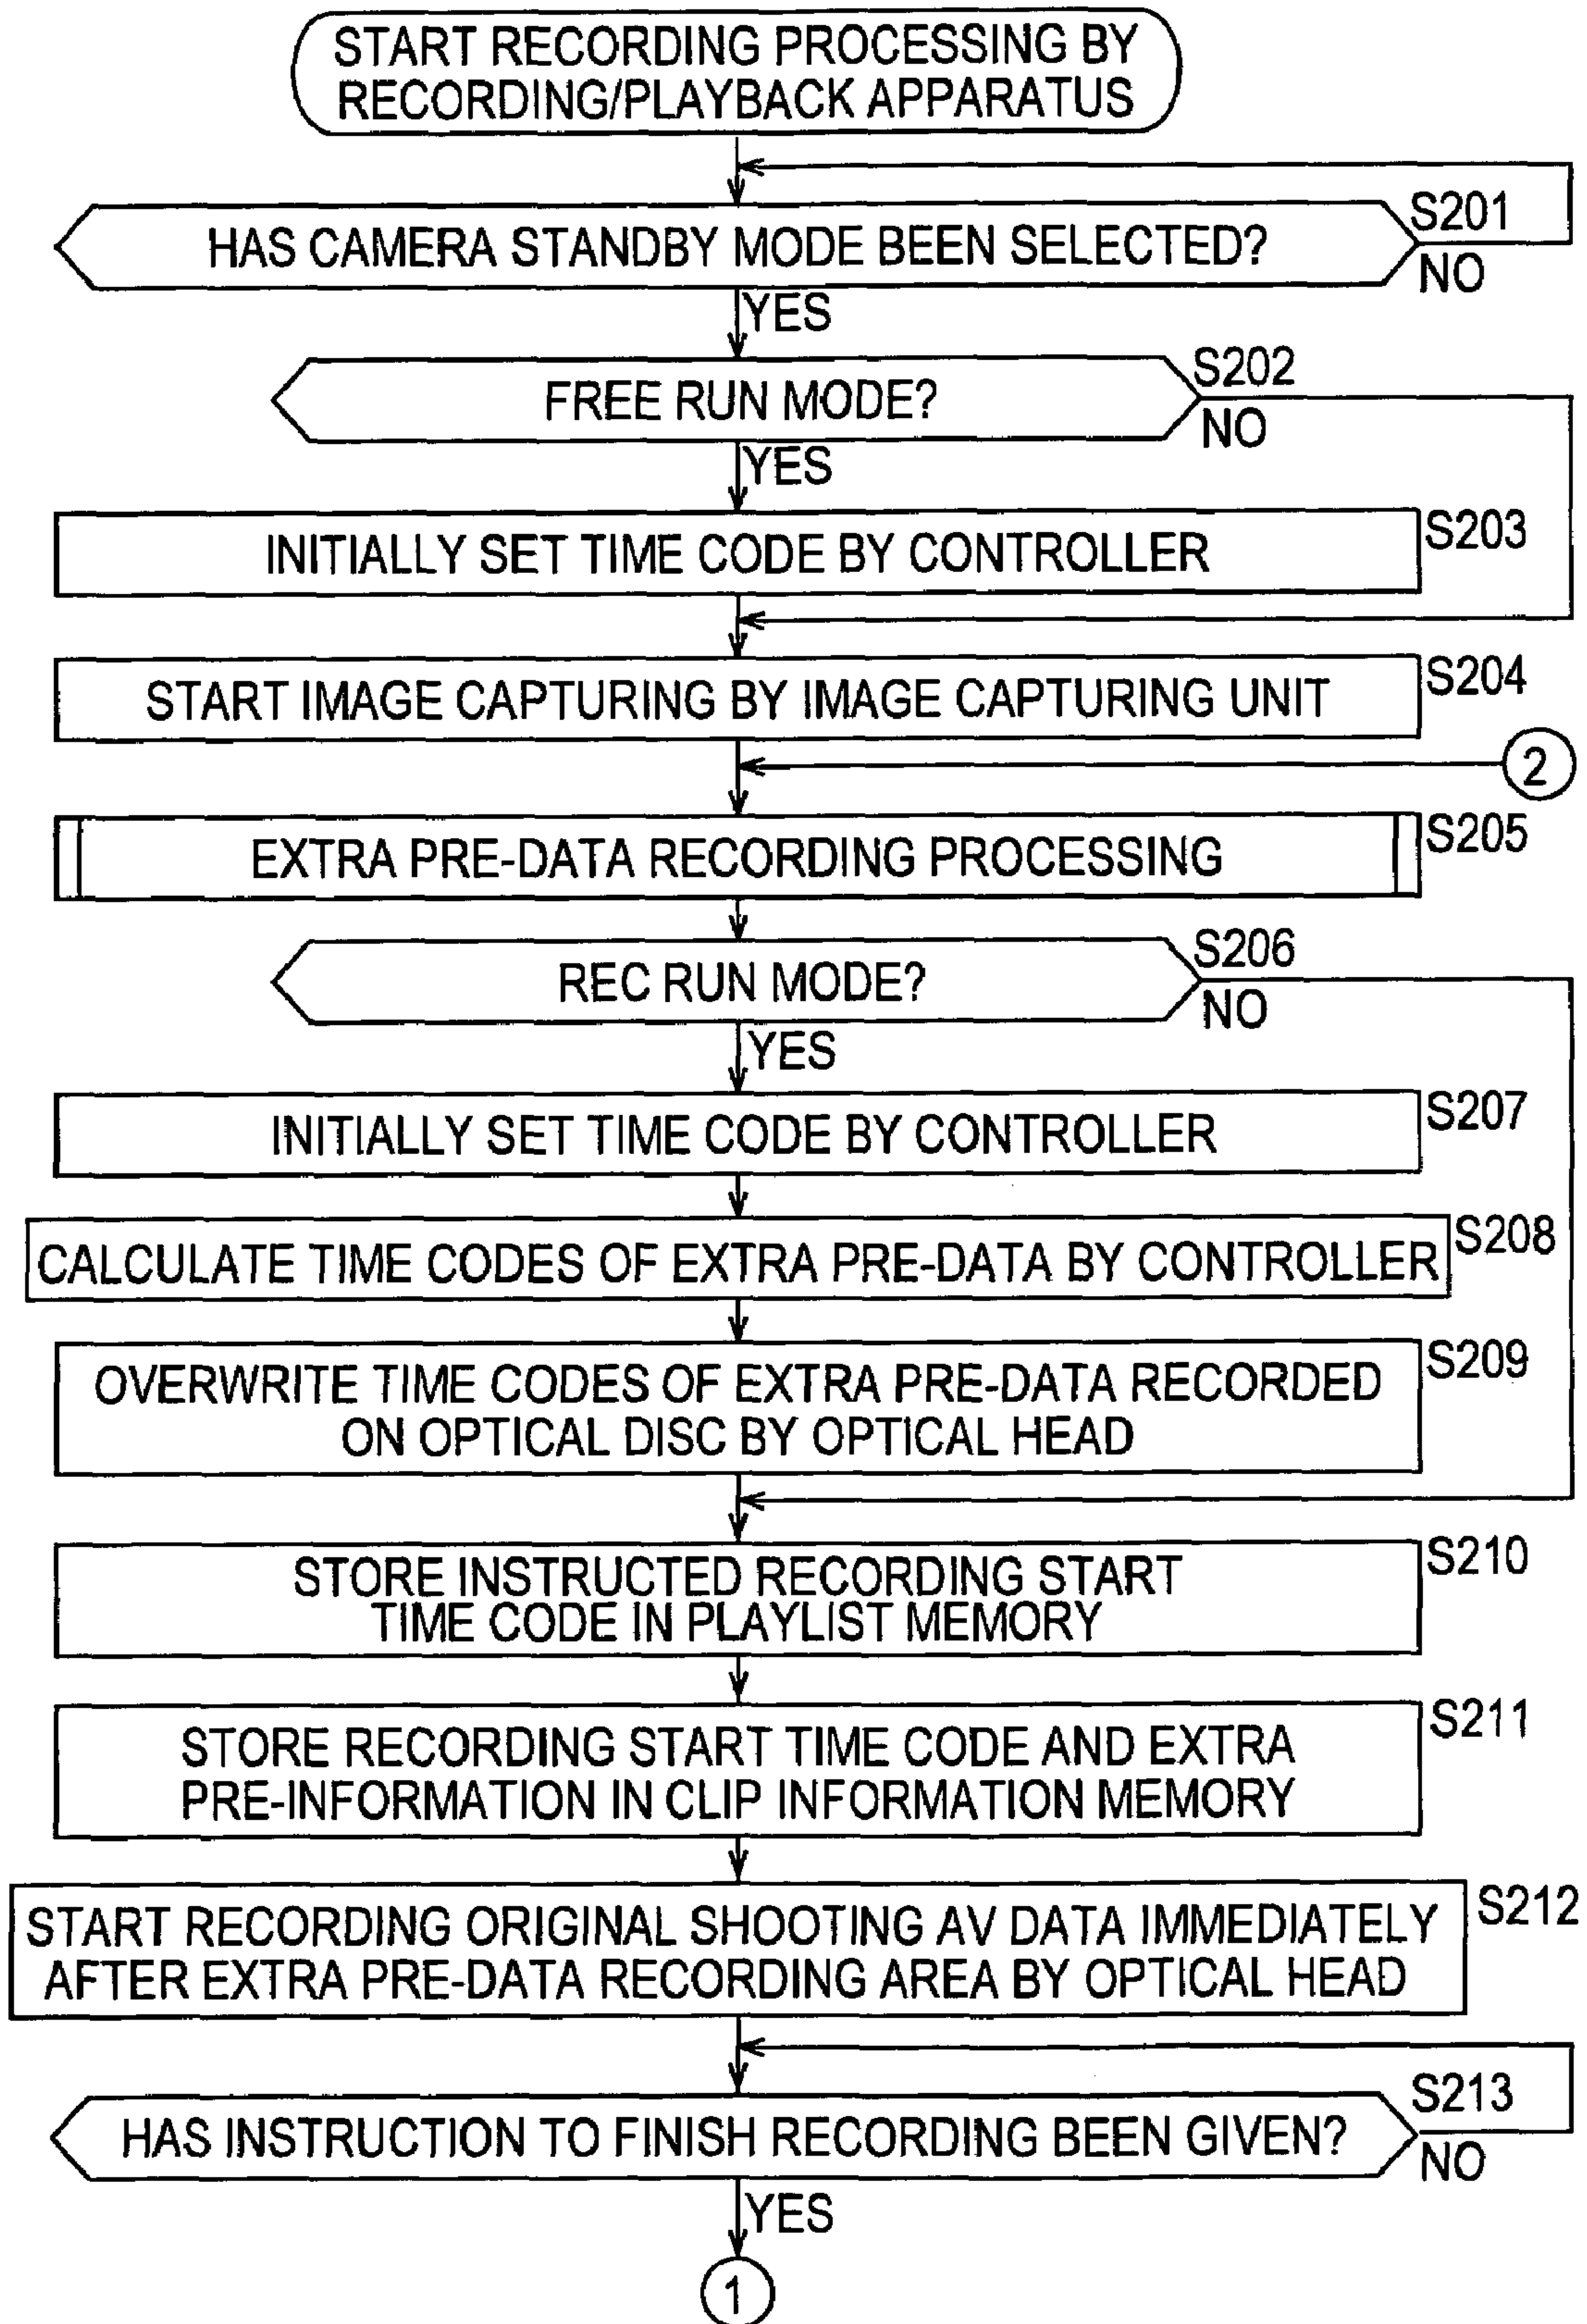 START RECORDING PROCESSING BY
RECORDING/PLAYBACK APPARATUS
S201
HAS CAMERA STANDBY MODE BEEN SELECTED?
NO
YES
S202
FREE RUN MODE?
NO
YES
S203
INITIALLY SET TIME CODE BY CONTROLLER
S204
START IMAGE CAPTURING BY IMAGE CAPTURING UNIT
2
S205
EXTRA PRE-DATA RECORDING PROCESSING
S206
REC RUN MODE?
NO
YES
S207
INITIALLY SET TIME CODE BY CONTROLLER
S208
CALCULATE TIME CODES OF EXTRA PRE-DATA BY CONTROLLER
S209
OVERWRITE TIME CODES OF EXTRA PRE-DATA RECORDED
ON OPTICAL DISC BY OPTICAL HEAD
S210
STORE INSTRUCTED RECORDING START
TIME CODE IN PLAYLIST MEMORY
S211
STORE RECORDING START TIME CODE AND EXTRA
PRE-INFORMATION IN CLIP INFORMATION MEMORY
S212
START RECORDING ORIGINAL SHOOTING AV DATA IMMEDIATELY
AFTER EXTRA PRE-DATA RECORDING AREA BY OPTICAL HEAD
S213
HAS INSTRUCTION TO FINISH RECORDING BEEN GIVEN?
NO
YES
1